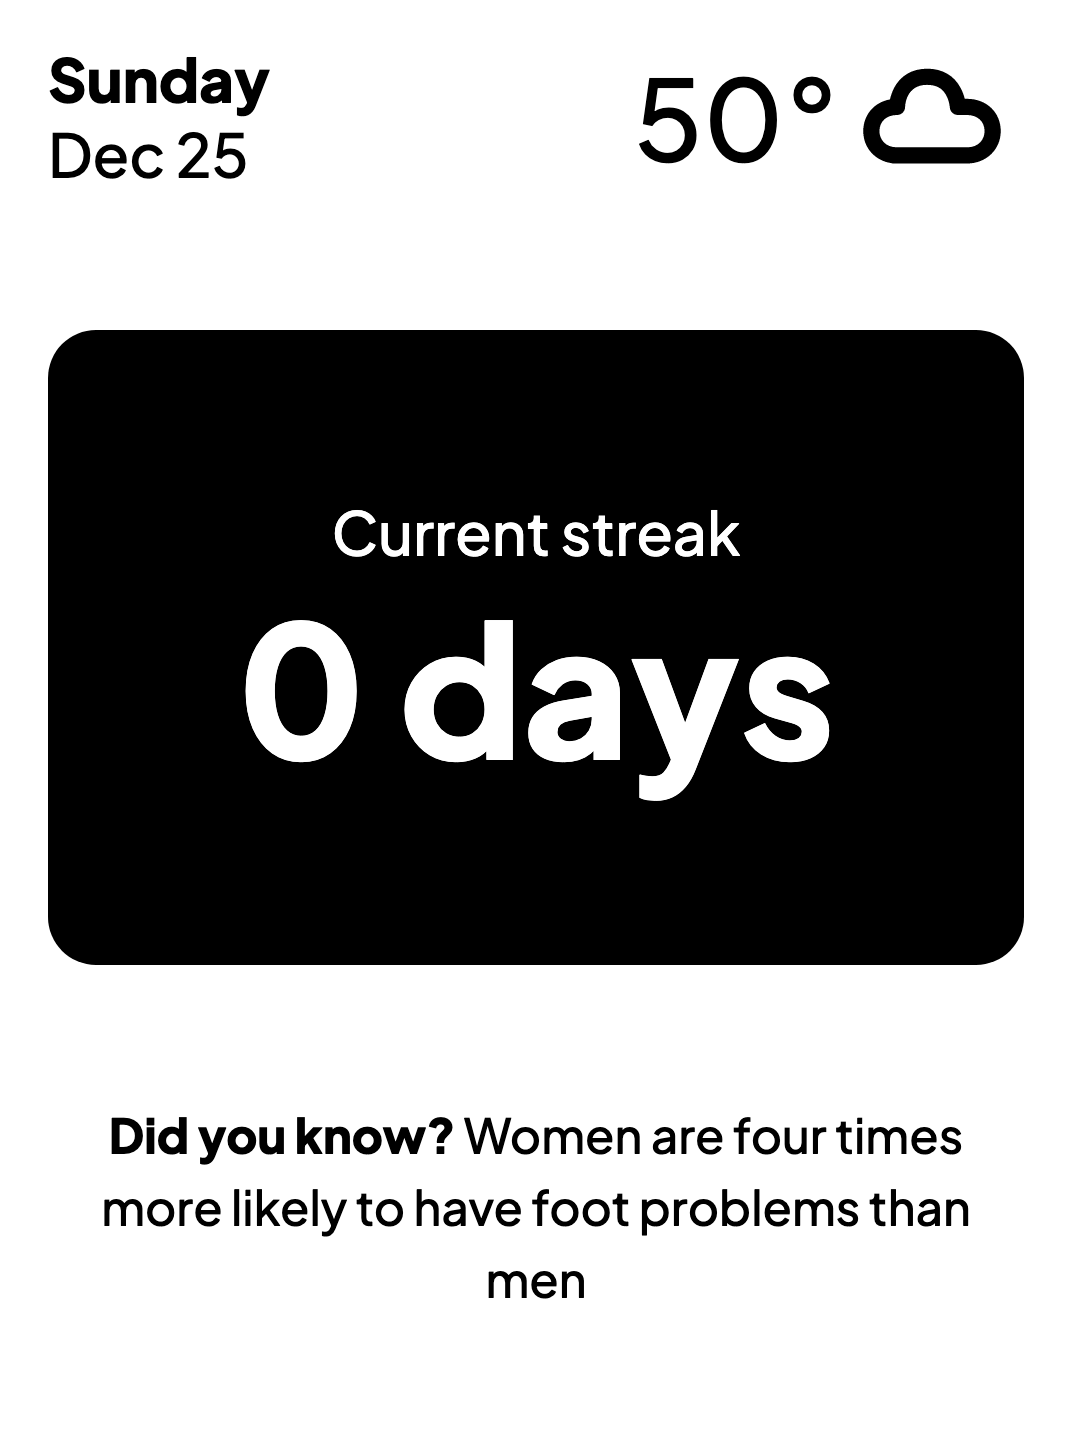 Sunday
Dec 25
50°
Current streak
0 days
Did you know? Women are four times
more likely to have foot problems than
men